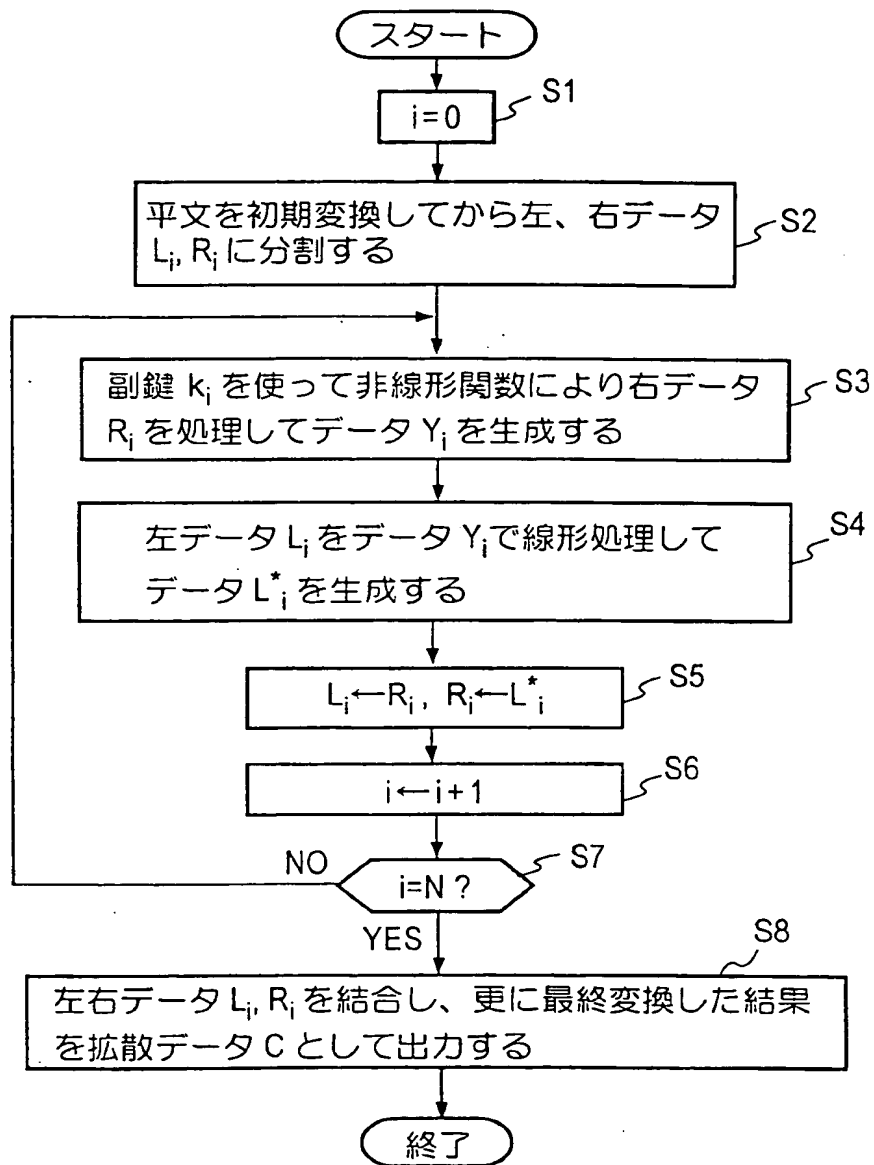 スタート
S1
i=0
S2
平文を初期変換してから左、右データ
Li, Ri に分割する
S3
副鍵 ki を使って非線形関数により右データ
Ri を処理してデータ Yi を生成する
S4
左データ Li をデータ Yi で線形処理して
データ L*i を生成する
S5
Li←Ri, Ri←L*i
S6
i←i+1
S7
NO
i=N ?
YES
S8
左右データ Li, Ri を結合し、更に最終変換した結果
を拡散データ C として出力する
終了